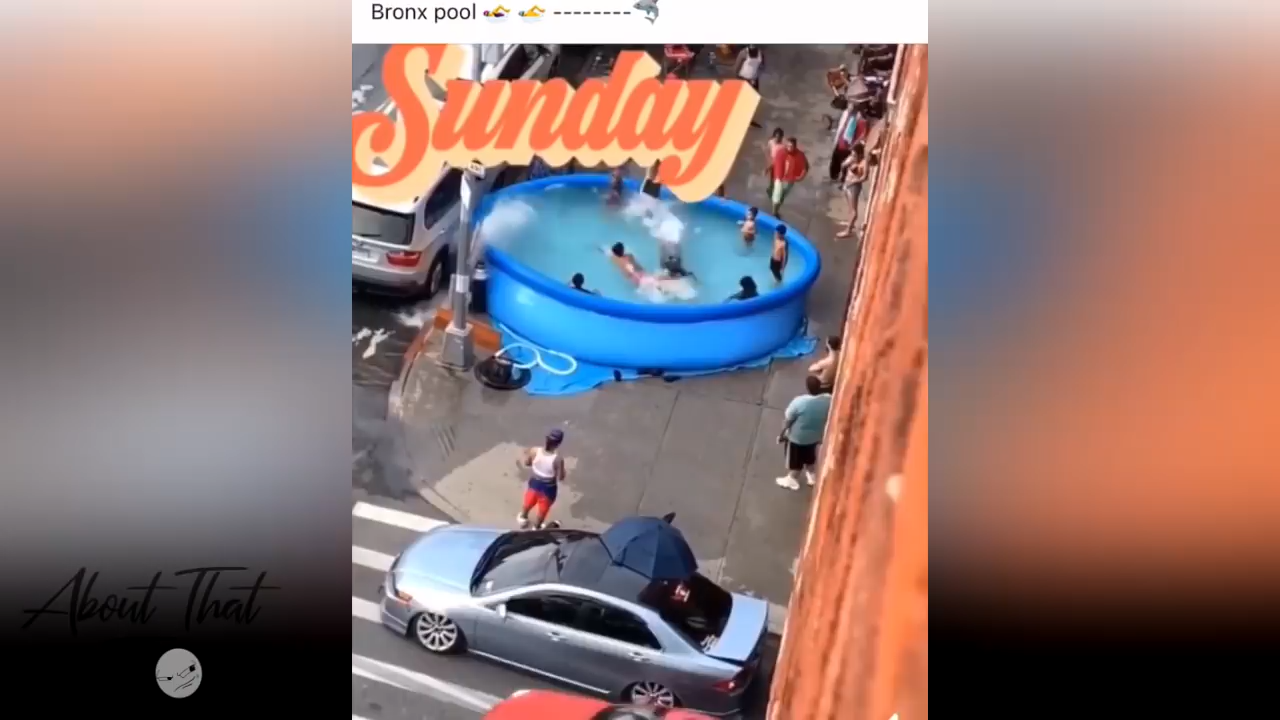 Bronx pool 🏊 🏊 --------🐬
Sunday
About That